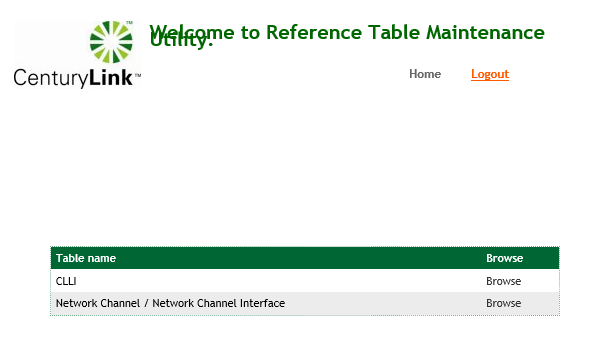 Welcome to Reference Table Maintenance
Utility.
CenturyLink™
Home Logout
Table name Browse
CLLI Browse
Network Channel / Network Channel Interface Browse